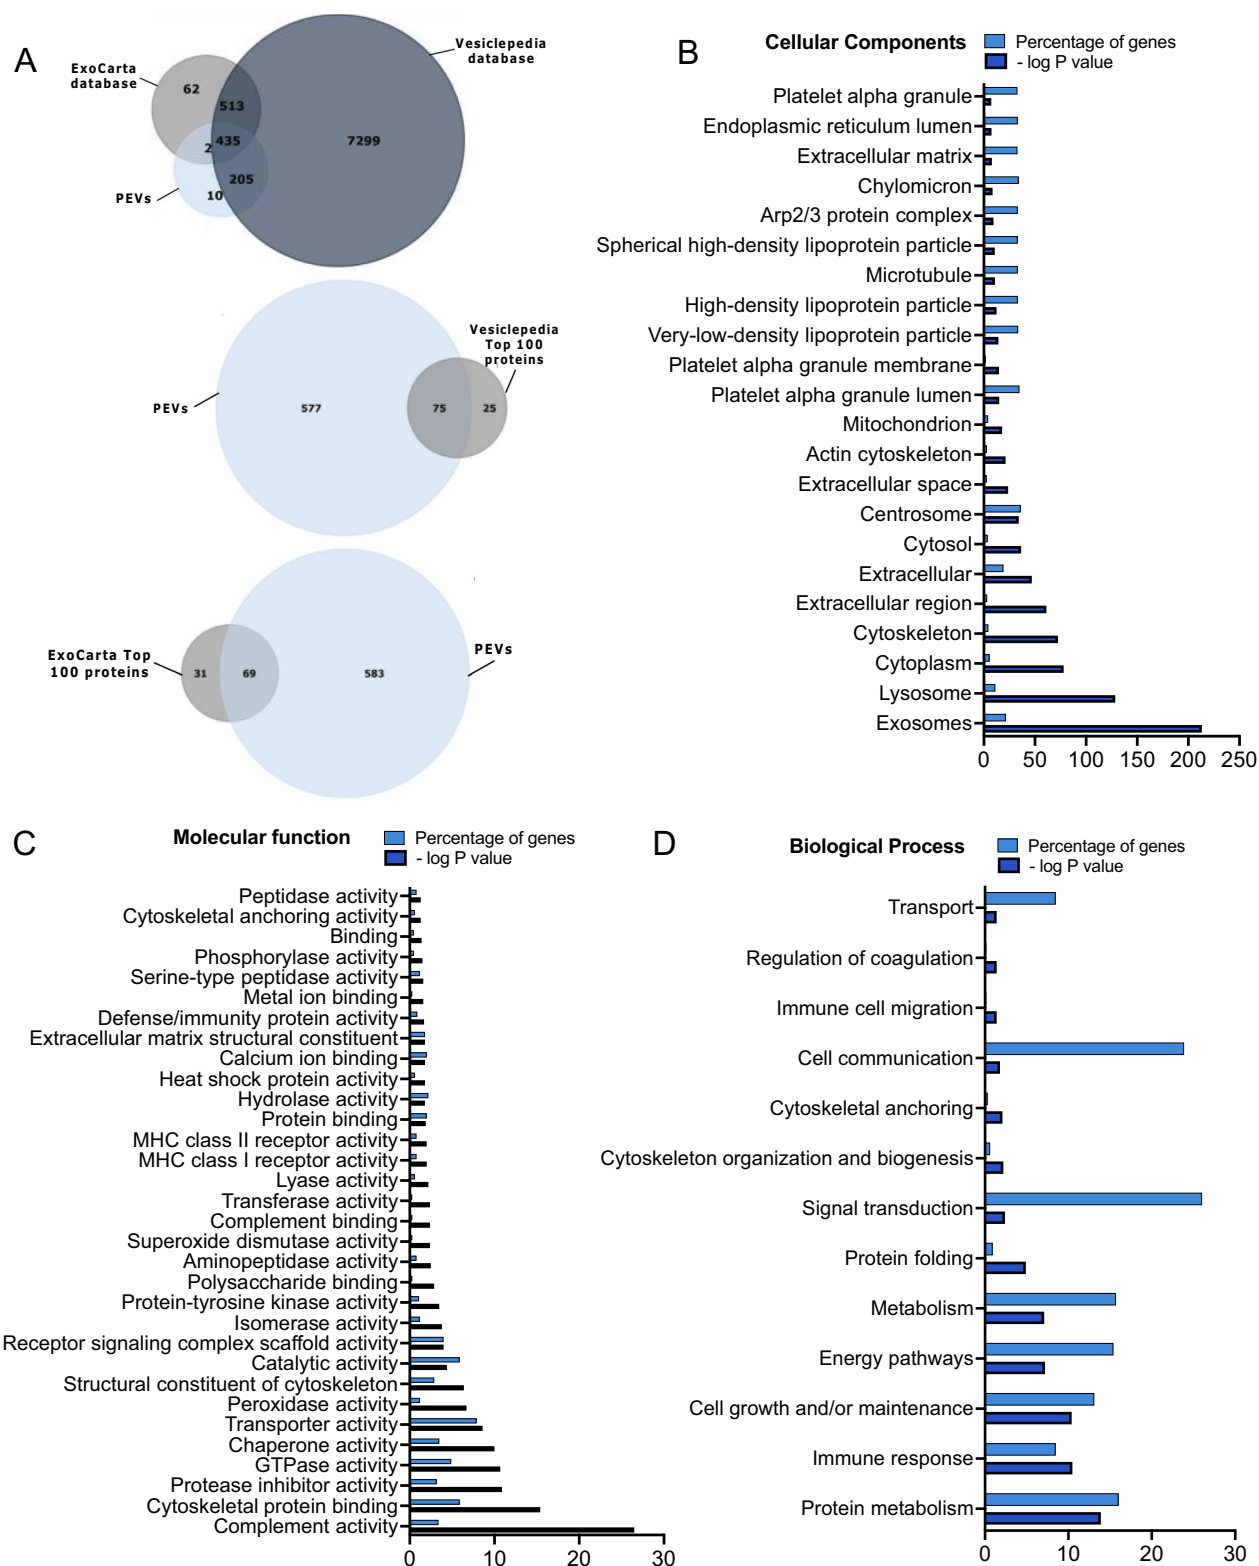 A
ExoCarta
database
Vesiclepedia
database
62
513
2
435
7299
205
10
PEVs
Vesiclepedia
Top 100
proteins
PEVs
577
75
25
ExoCarta Top
100 proteins
31
69
583
PEVs
B
Cellular Components
Percentage of genes
- log P value
Platelet alpha granule
Endoplasmic reticulum lumen
Extracellular matrix
Chylomicron
Arp2/3 protein complex
Spherical high-density lipoprotein particle
Microtubule
High-density lipoprotein particle
Very-low-density lipoprotein particle
Platelet alpha granule membrane
Platelet alpha granule lumen
Mitochondrion
Actin cytoskeleton
Extracellular space
Centrosome
Cytosol
Extracellular
Extracellular region
Cytoskeleton
Cytoplasm
Lysosome
Exosomes
0 50 100 150 200 250
C
Molecular function
Percentage of genes
- log P value
Peptidase activity
Cytoskeletal anchoring activity
Binding
Phosphorylase activity
Serine-type peptidase activity
Metal ion binding
Defense/immunity protein activity
Extracellular matrix structural constituent
Calcium ion binding
Heat shock protein activity
Hydrolase activity
Protein binding
MHC class II receptor activity
MHC class I receptor activity
Lyase activity
Transferase activity
Complement binding
Superoxide dismutase activity
Aminopeptidase activity
Polysaccharide binding
Protein-tyrosine kinase activity
Isomerase activity
Receptor signaling complex scaffold activity
Catalytic activity
Structural constituent of cytoskeleton
Peroxidase activity
Transporter activity
Chaperone activity
GTPase activity
Protease inhibitor activity
Cytoskeletal protein binding
Complement activity
0 10 20 30
D
Biological Process
Percentage of genes
- log P value
Transport
Regulation of coagulation
Immune cell migration
Cell communication
Cytoskeletal anchoring
Cytoskeleton organization and biogenesis
Signal transduction
Protein folding
Metabolism
Energy pathways
Cell growth and/or maintenance
Immune response
Protein metabolism
0 10 20 30